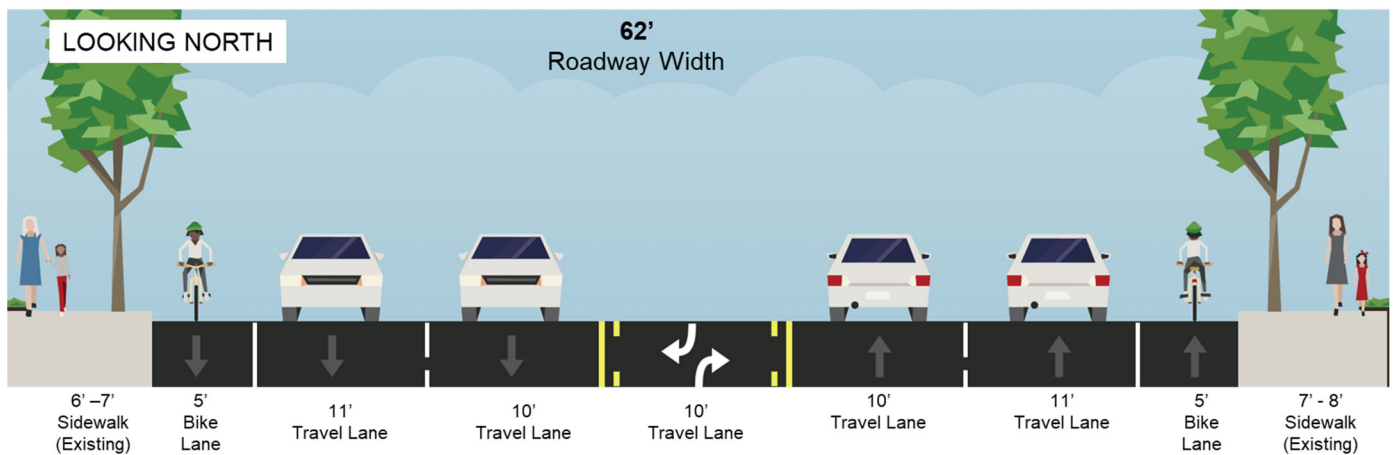 LOOKING NORTH
62’
Roadway Width
6’ –7’
Sidewalk
(Existing)
5’
Bike
Lane
11’
Travel Lane
10’
Travel Lane
10’
Travel Lane
10’
Travel Lane
11’
Travel Lane
5’
Bike
Lane
7’ - 8’
Sidewalk
(Existing)